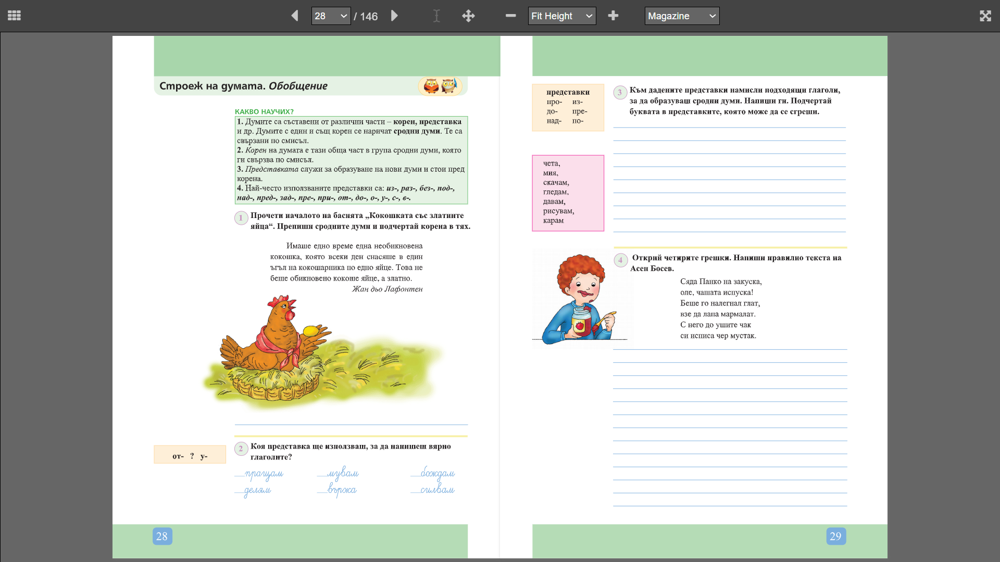 28 / 146 Fit Height Magazine
Строеж на думата. Обобщение
КАКВО НАУЧИХ?
1. Думите са съставени от различни части – корен, представка
и др. Думите с един и същ корен се наричат сродни думи. Те са
свързани по смисъл.
2. Корен на думата е тази обща част в група сродни думи, която
ги свързва по смисъл.
3. Представката служи за образуване на нови думи и стои пред
корена.
4. Най-често използваните представки са: из-, раз-, без-, под-,
над-, пред-, зад-, пре-, при-, от-, до-, о-, у-, с-, в-.
1 Прочети началото на баснята „Кокошката със златните
яйца“. Препиши сродните думи и подчертай корена в тях.
Имаше едно време една необикновена
кокошка, която всеки ден снасяше в един
ъгъл на кокошарника по едно яйце. Това не
беше обикновено кокоше яйце, а златно.
Жан дьо Лафонтен
от- ? у-
2 Коя представка ще използваш, за да напишеш вярно
глаголите?
__пращам __мувам __бождам
__делям __вържа __силвам
28
представки
про- из-
до- пре-
над- по-
3 Към дадените представки намисли подходящи глаголи,
за да образуваш сродни думи. Напиши ги. Подчертай
буквата в представките, която може да се сгреши.
чета,
мия,
скачам,
гледам,
давам,
рисувам,
карам
4 Открий четирите грешки. Напиши правилно текста на
Асен Босев.
Сяда Панко на закуска,
оле, чашата испуска!
Беше го налегнал глат,
взе да лапа мармалат.
С него до ушите чак
си исписа чер мустак.
29